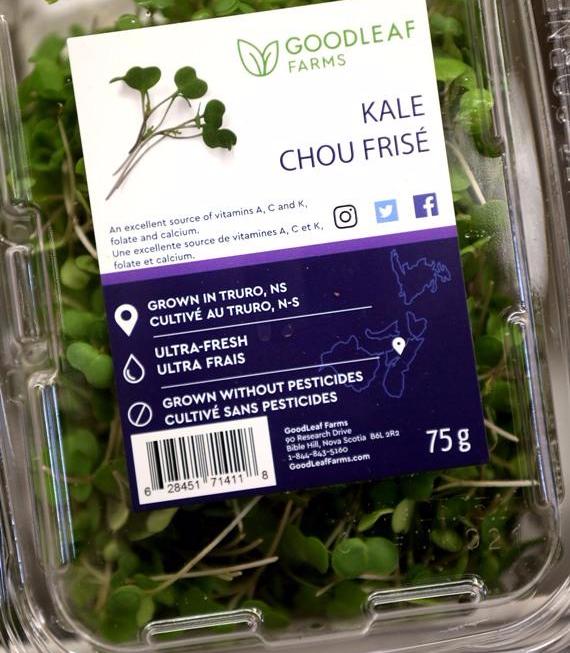 GOODLEAF
FARMS
KALE
CHOU FRISÉ
An excellent source of vitamins A, C and K,
folate and calcium.
Une excellente source de vitamines A, C et K,
folate et calcium.
GROWN IN TRURO, NS
CULTIVÉ AU TRURO, N-S
ULTRA-FRESH
ULTRA FRAIS
GROWN WITHOUT PESTICIDES
CULTIVÉ SANS PESTICIDES
GoodLeaf Farms
90 Research Drive
Bible Hill, Nova Scotia B6L 2R2
1-844-843-5160
GoodLeafFarms.com
75 g
6 28451 71411 8